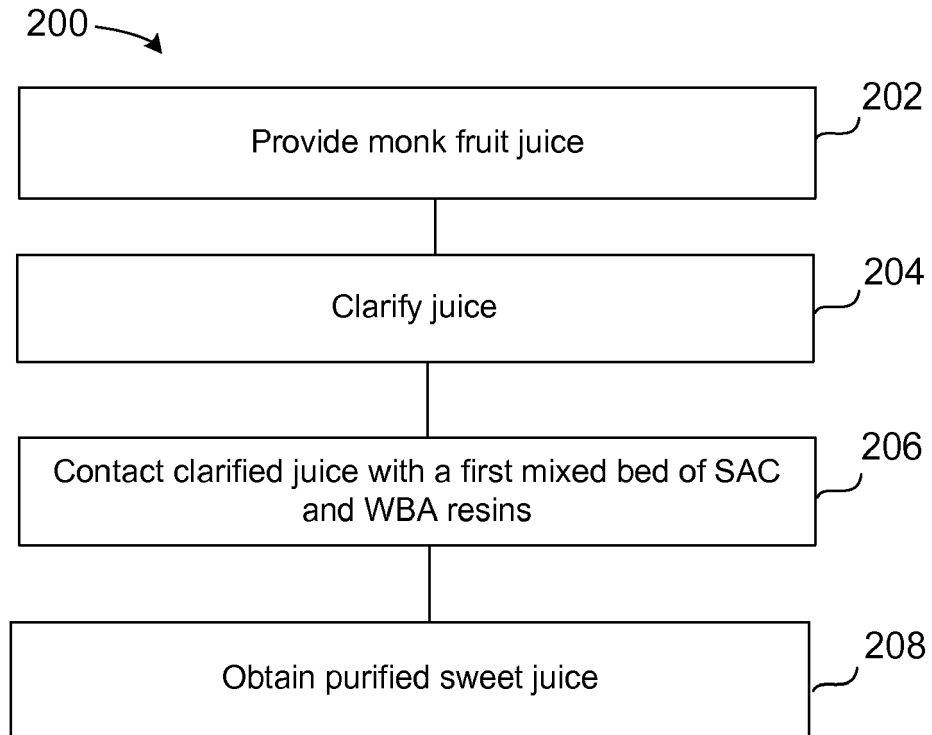 200
202
Provide monk fruit juice
204
Clarify juice
206
Contact clarified juice with a first mixed bed of SAC
and WBA resins
208
Obtain purified sweet juice